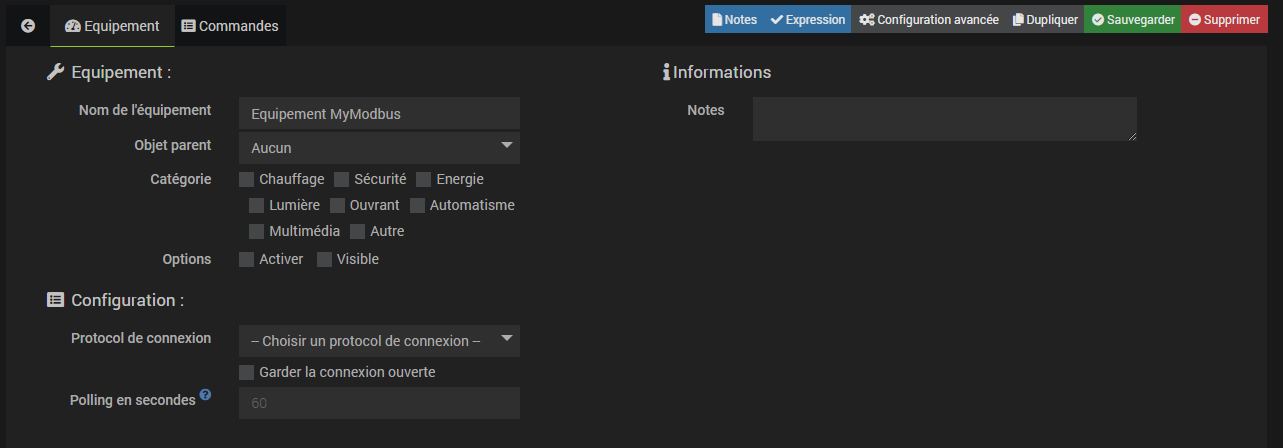 Equipement Commandes Notes Expression Configuration avancée Dupliquer Sauvegarder Supprimer
Equipement : Informations
Nom de l'équipement Equipement MyModbus Notes
Objet parent Aucun
Catégorie Chauffage Sécurité Energie
Lumière Ouvrant Automatisme
Multimédia Autre
Options Activer Visible
Configuration :
Protocol de connexion -- Choisir un protocol de connexion --
Garder la connexion ouverte
Polling en secondes ? 60